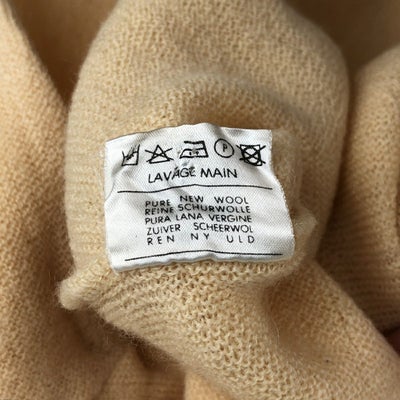 P
LAVAGE MAIN
PURE NEW WOOL
REINE SCHURWOLLE
PURA LANA VERGINE
ZUIVER SCHEERWOL
REN NY ULD